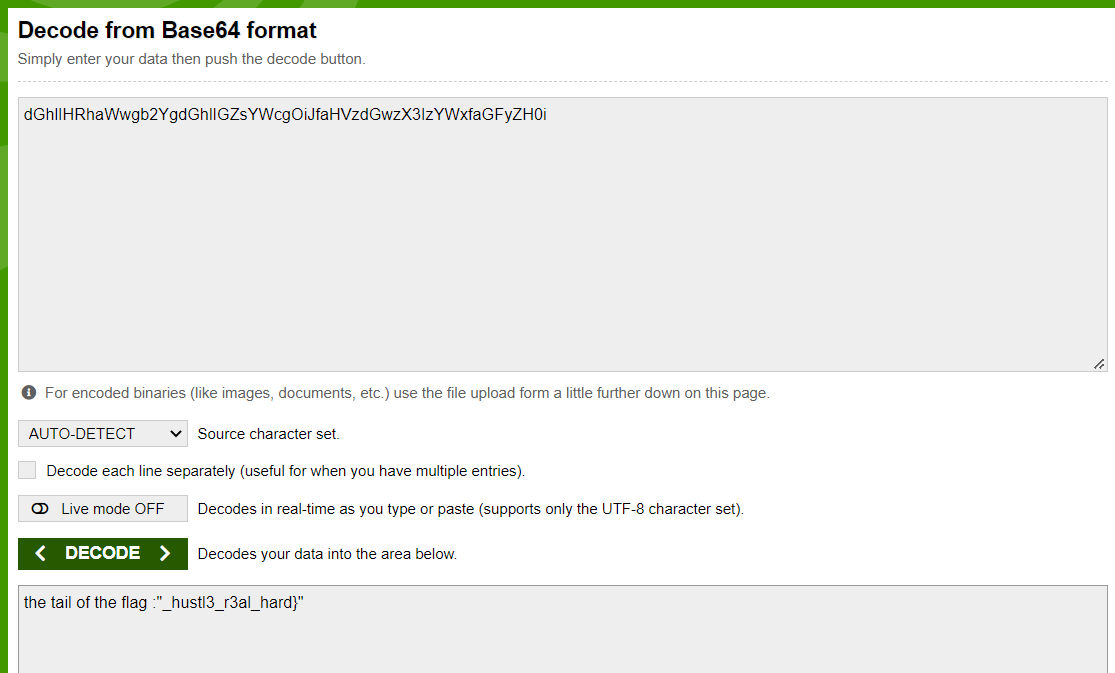 Decode from Base64 format
Simply enter your data then push the decode button.
dGhlIHRhaWwgb2YgdGhlIGZsYWcgOiJfaHVzdGwzX3IzYWxfaGFyZH0i
For encoded binaries (like images, documents, etc.) use the file upload form a little further down on this page.
AUTO-DETECT Source character set.
Decode each line separately (useful for when you have multiple entries).
Live mode OFF Decodes in real-time as you type or paste (supports only the UTF-8 character set).
< DECODE > Decodes your data into the area below.
the tail of the flag :"_hustl3_r3al_hard}"